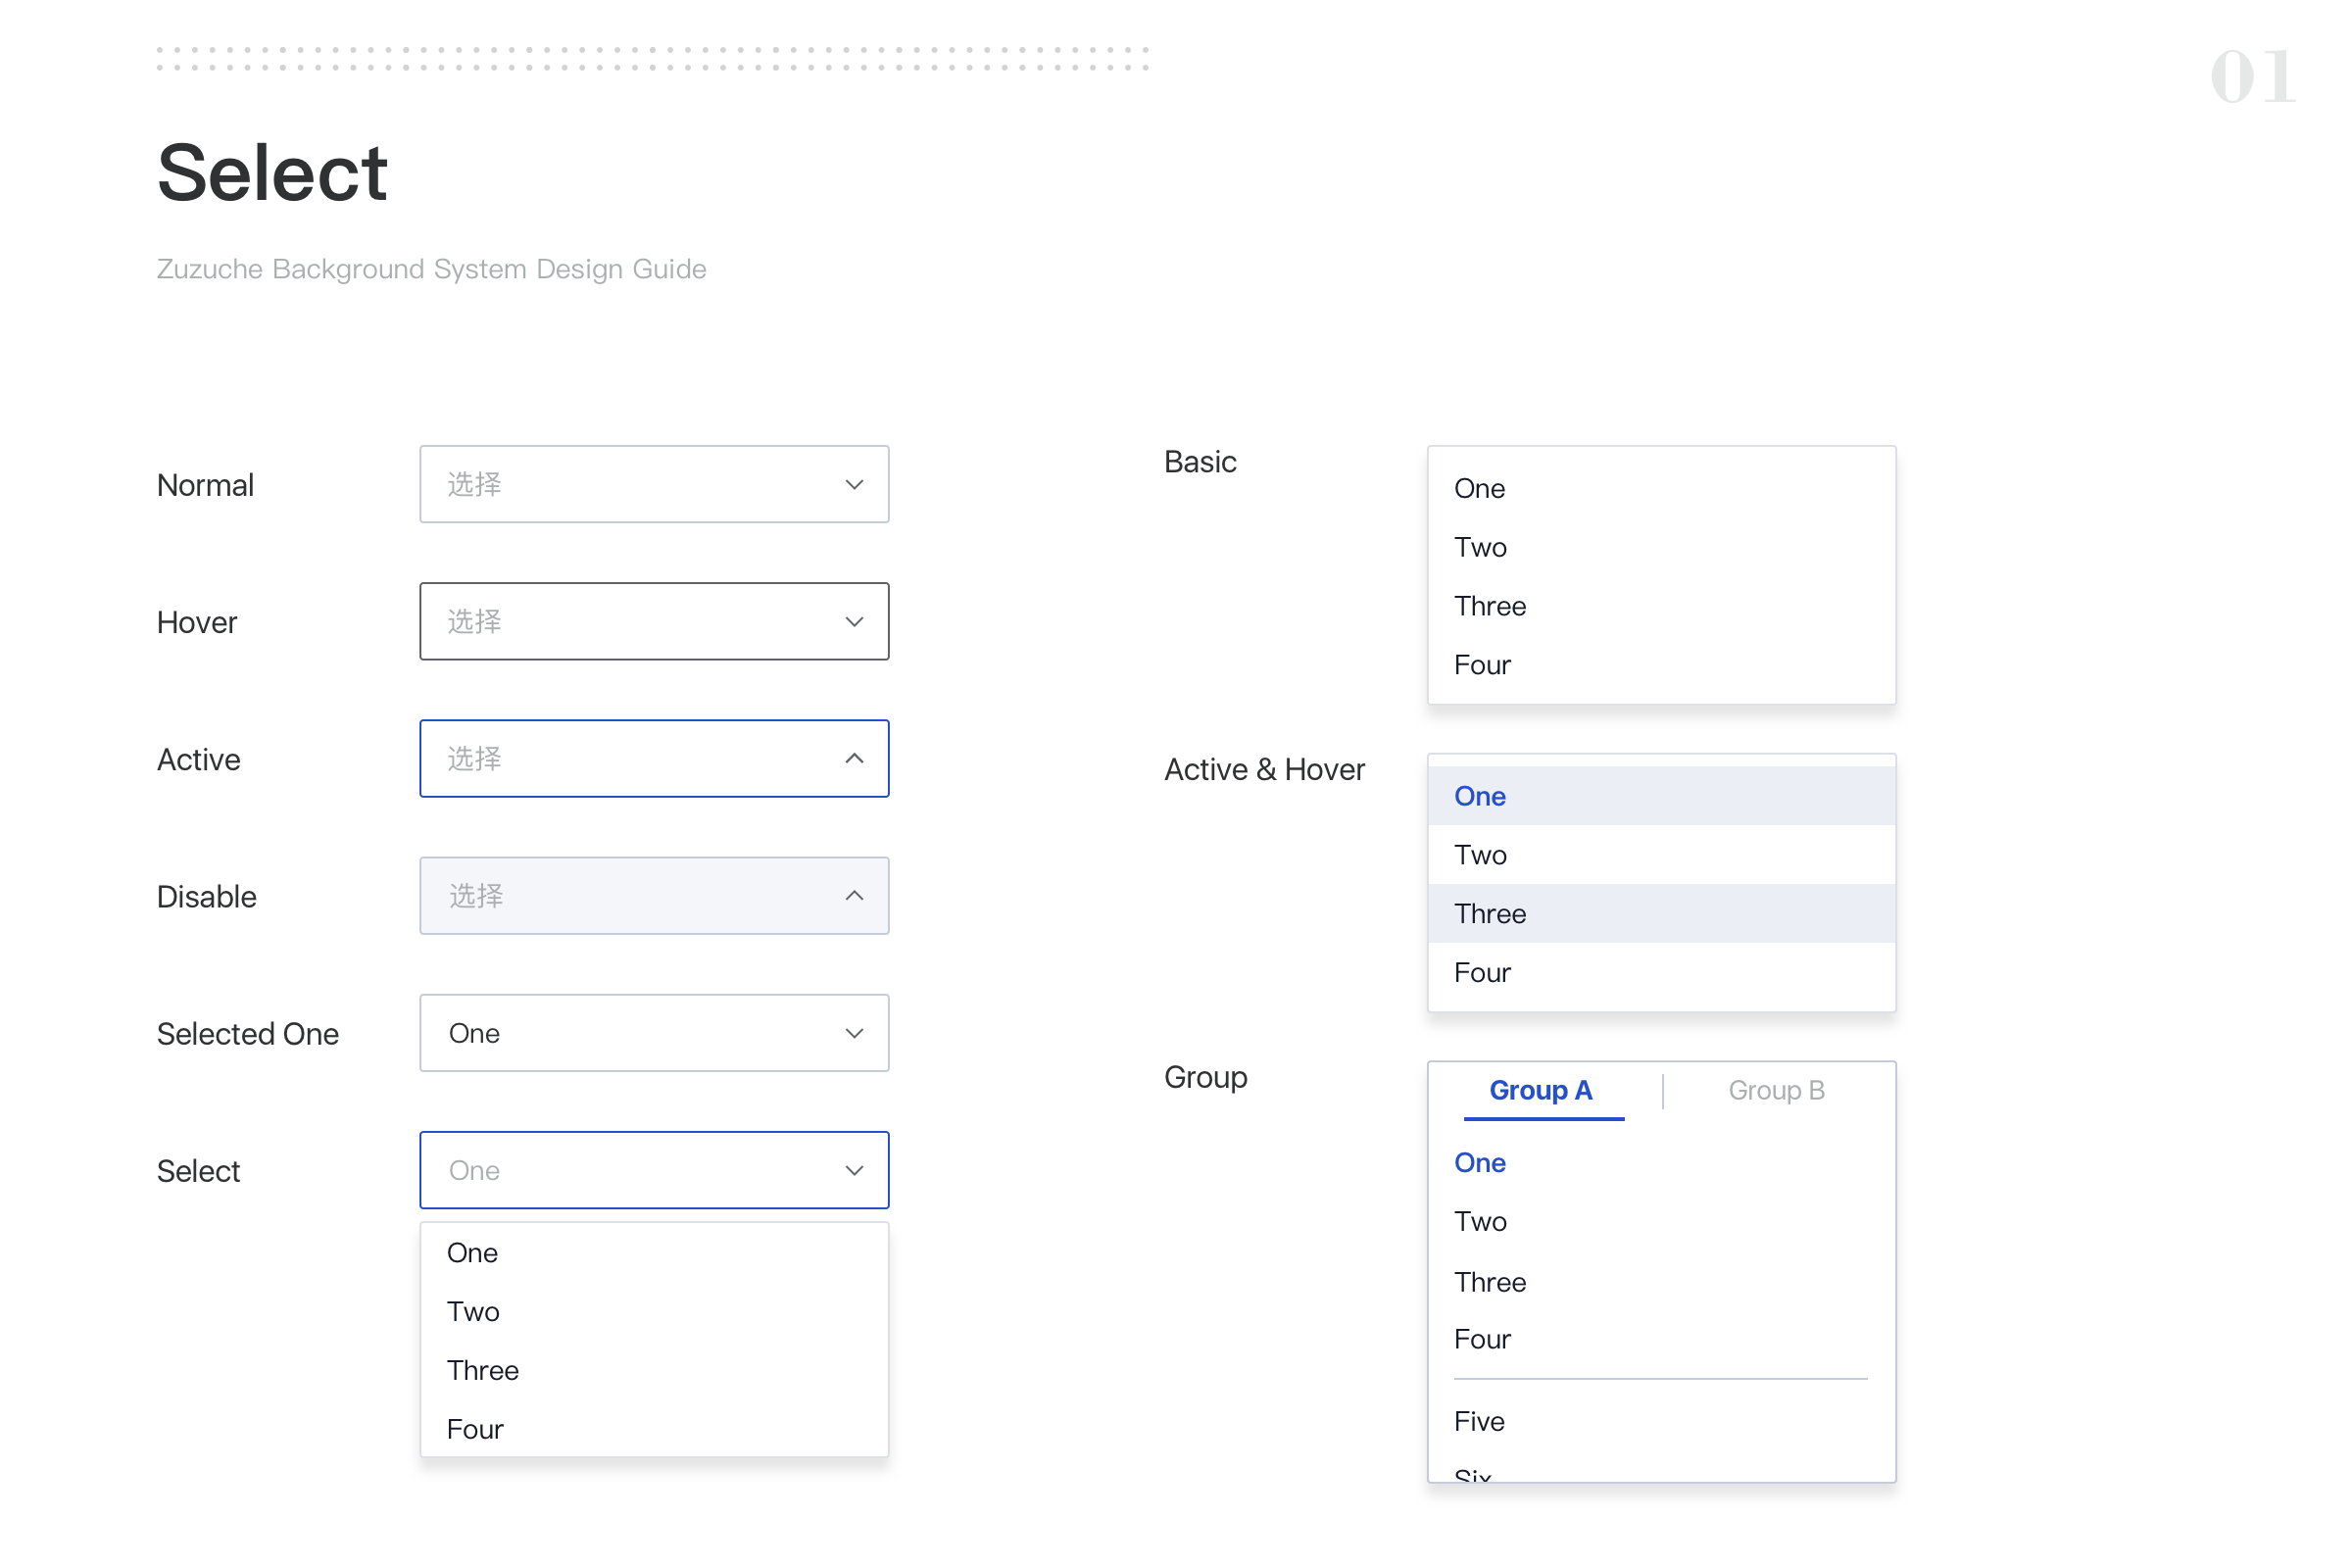 01
Select
Zuzuche Background System Design Guide
Normal
选择
Hover
选择
Active
选择
Disable
选择
Selected One
One
Select
One
One
Two
Three
Four
Basic
One
Two
Three
Four
Active & Hover
One
Two
Three
Four
Group
Group A
Group B
One
Two
Three
Four
Five
Six